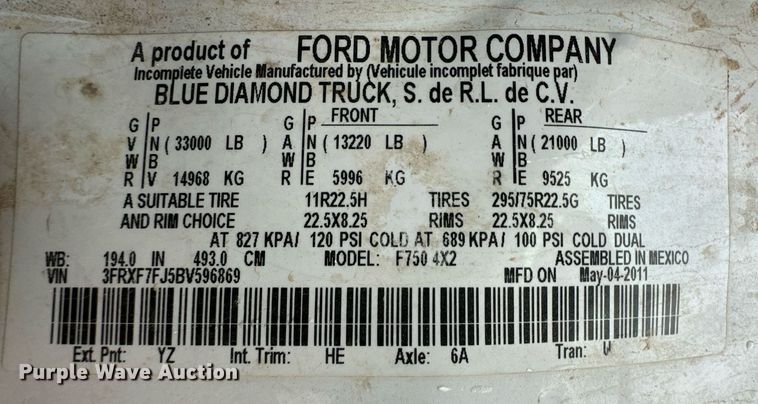 A product of FORD MOTOR COMPANY
Incomplete Vehicle Manufactured by (Vehicule incomplet fabrique par)
BLUE DIAMOND TRUCK, S. de R.L. de C.V.
FRONT REAR
G P G P A P
V N ( 33000 LB ) A N ( 13220 LB ) A N ( 21000 LB )
W B W B W B
R V 14968 KG R E 5996 KG R E 9525 KG
A SUITABLE TIRE 11R22.5H TIRES 295/75R22.5G TIRES
AND RIM CHOICE 22.5X8.25 RIMS 22.5X8.25 RIMS
AT 827 KPA/ 120 PSI COLD AT 689 KPA/ 100 PSI COLD DUAL
WB: 194.0 IN 493.0 CM MODEL: F750 4X2 ASSEMBLED IN MEXICO
VIN 3FRXF7FJ5BV596869 MFD ON May-04-2011
Ext. Pnt: YZ Int. Trim: HE Axle: 6A Tran:
Purple Wave Auction